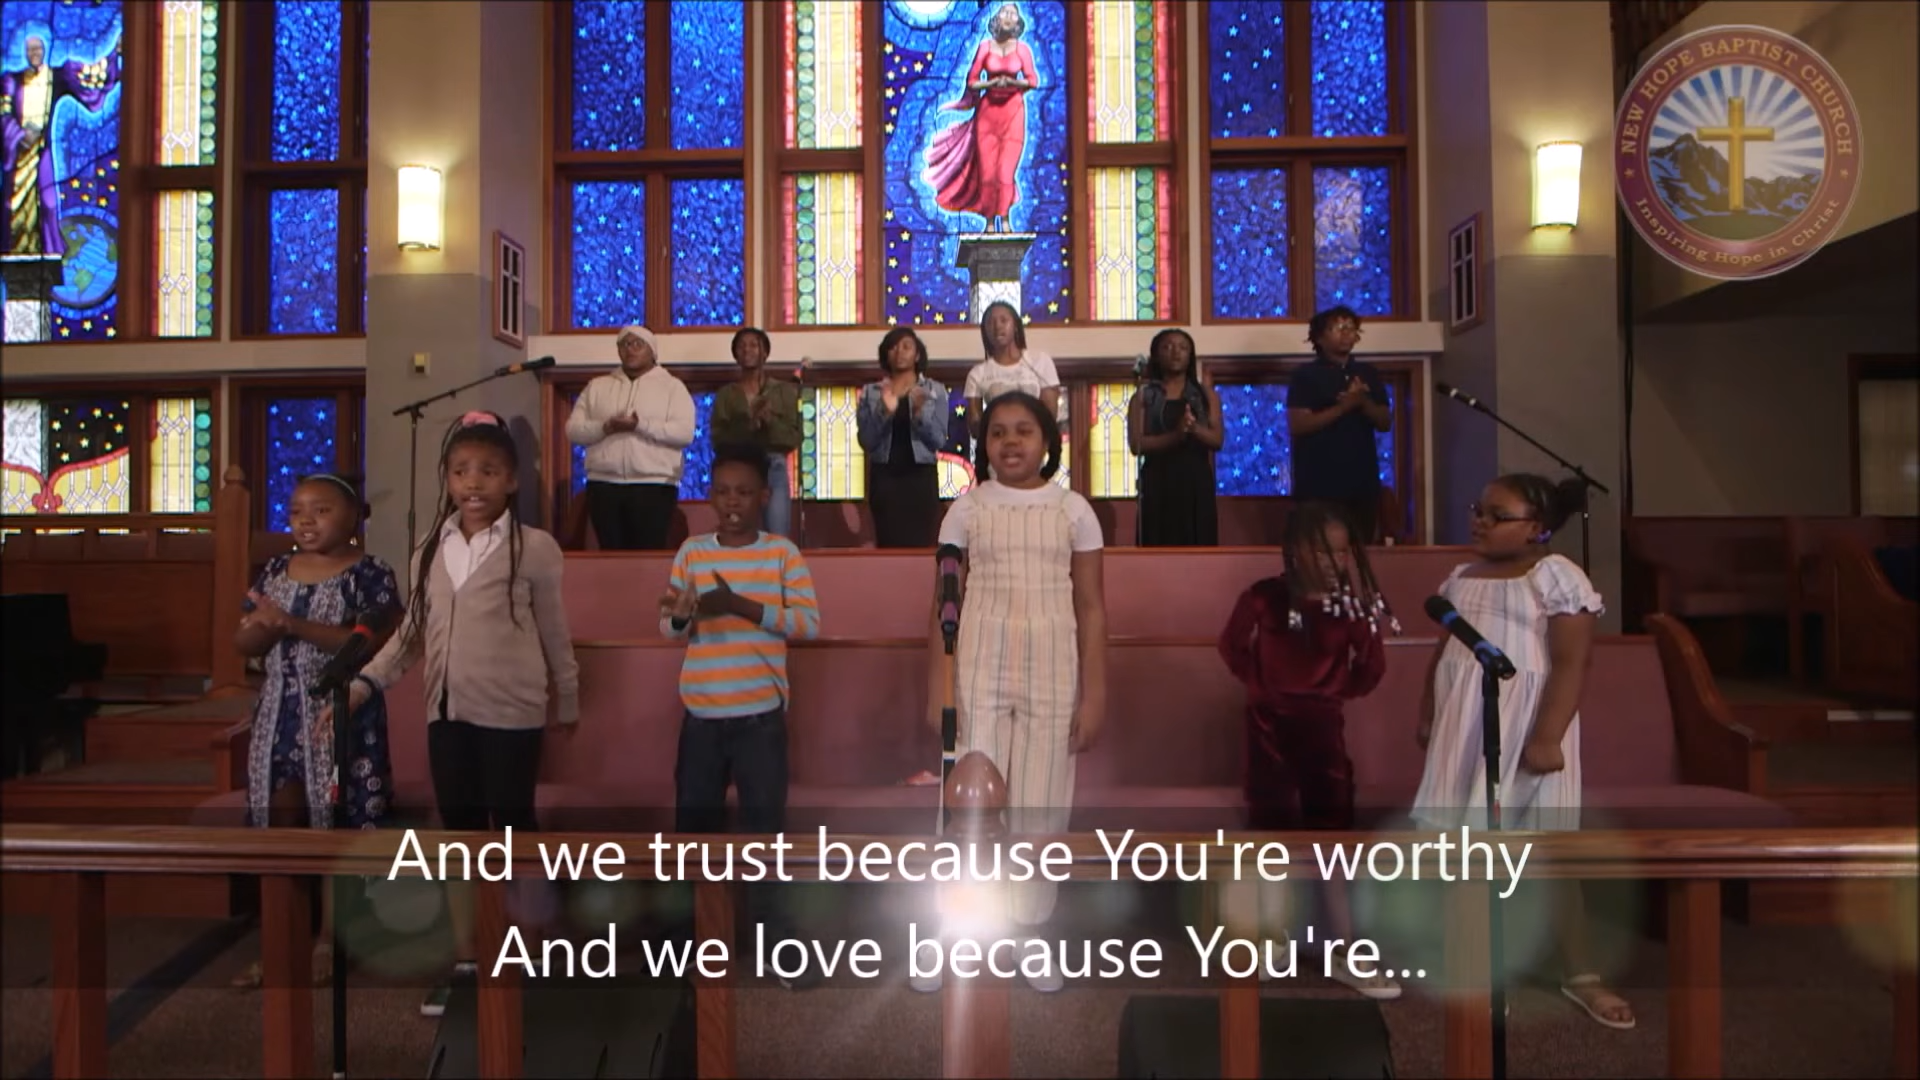 NEW HOPE BAPTIST CHURCH
Inspiring Hope in Christ
And we trust because You're worthy
And we love because You're...